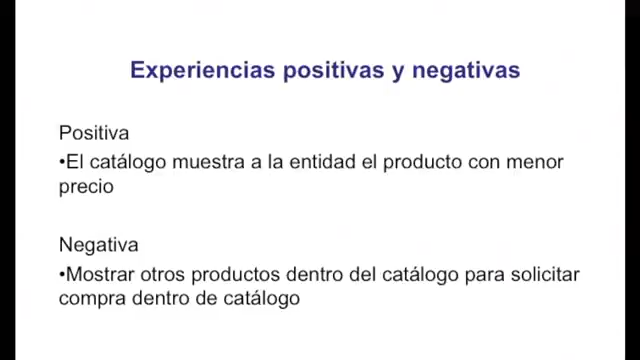 Experiencias positivas y negativas
Positiva
•El catálogo muestra a la entidad el producto con menor
precio
Negativa
•Mostrar otros productos dentro del catálogo para solicitar
compra dentro de catálogo